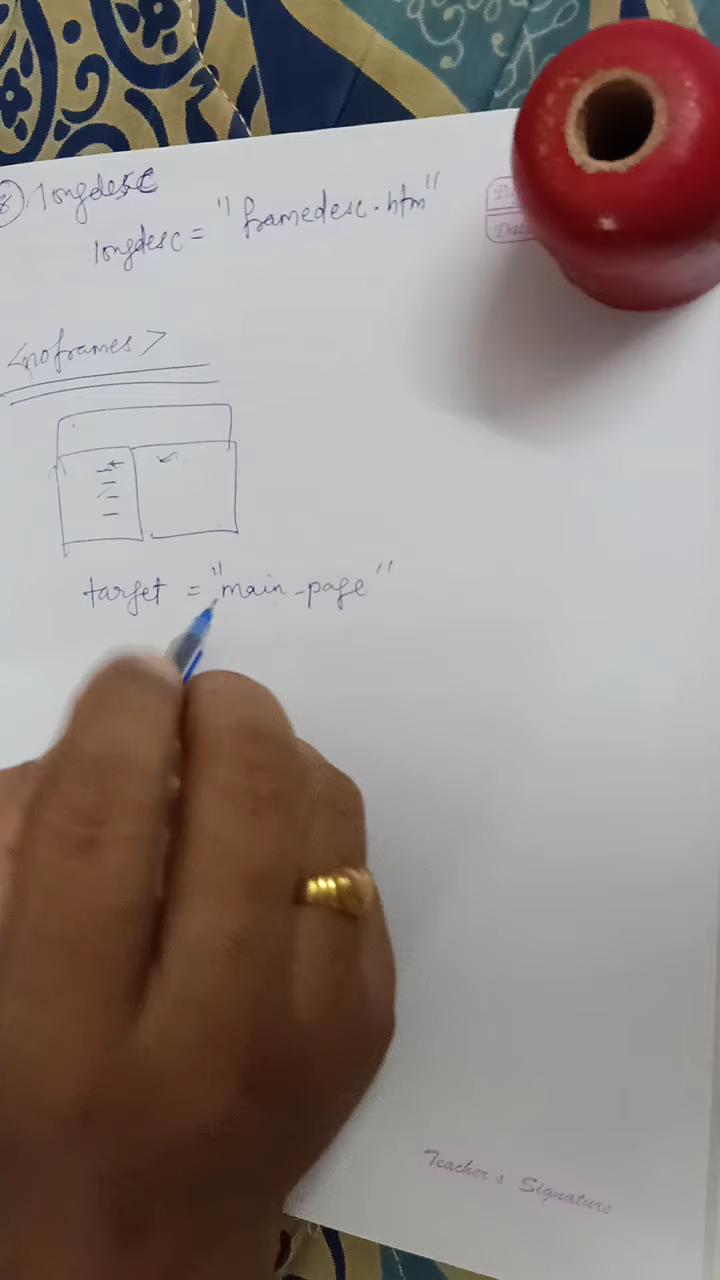 8 longdesc
longdesc = "framedesc.htm"
<noframes>
target = "main-page"
Teacher's Signature